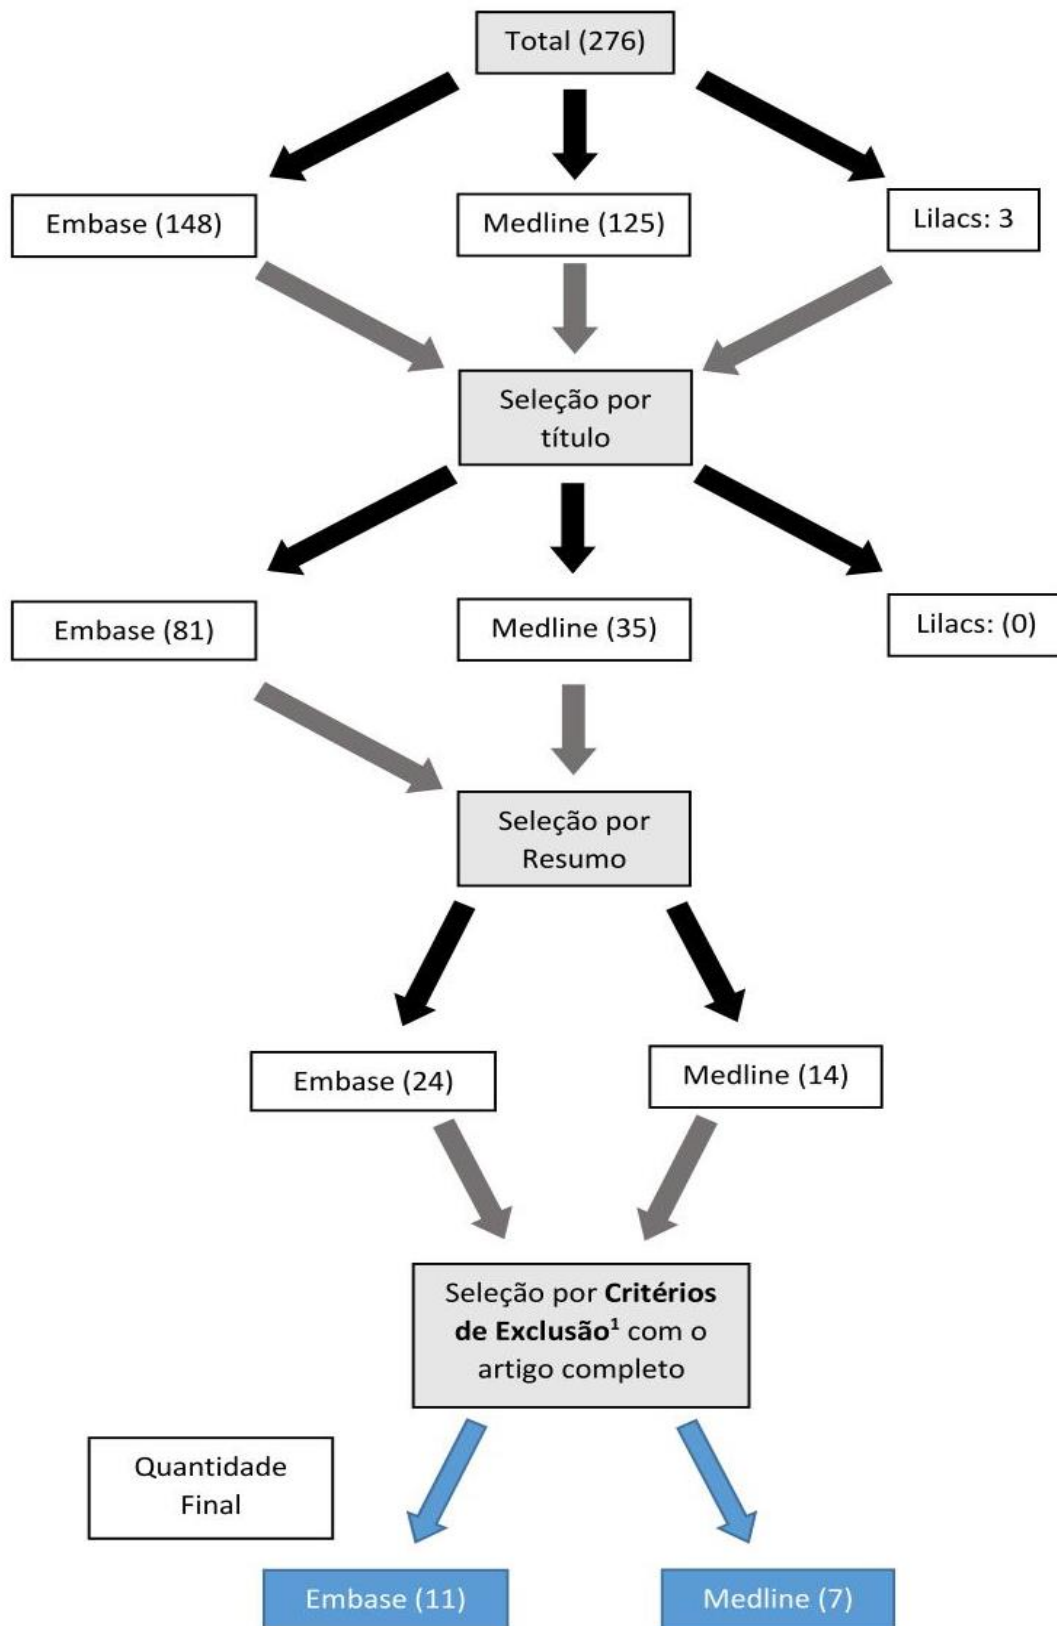 Total (276)
Embase (148)
Medline (125)
Lilacs: 3
Seleção por
título
Embase (81)
Medline (35)
Lilacs: (0)
Seleção por
Resumo
Embase (24)
Medline (14)
Seleção por Critérios
de Exclusão¹ com o
artigo completo
Quantidade
Final
Embase (11)
Medline (7)